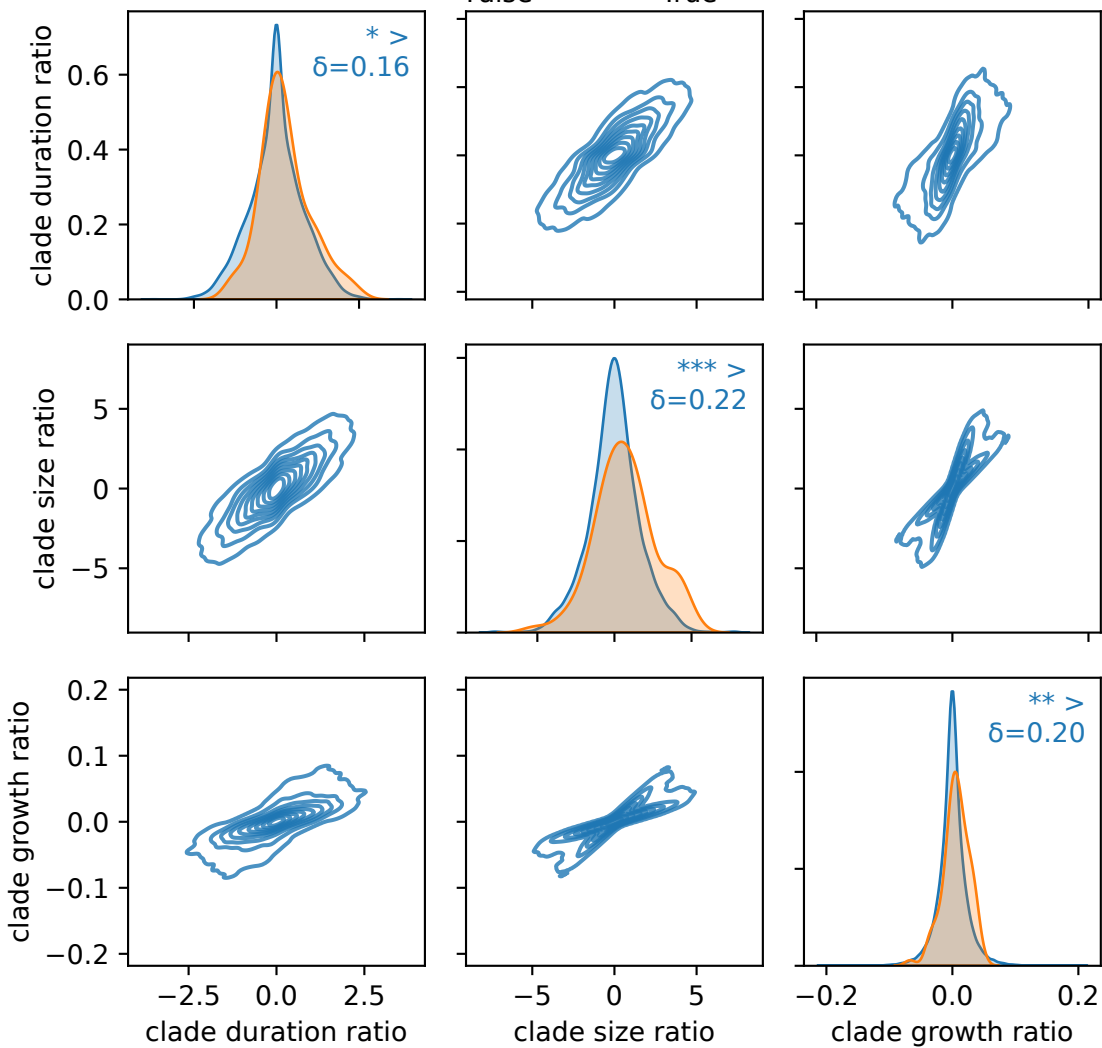 clade duration ratio
0.6
0.4
0.2
0.0
* >
δ=0.16
clade size ratio
5
0
−5
*** >
δ=0.22
clade growth ratio
0.2
0.1
0.0
−0.1
−0.2
** >
δ=0.20
−2.5 0.0 2.5
clade duration ratio
−5 0 5
clade size ratio
−0.2 0.0 0.2
clade growth ratio